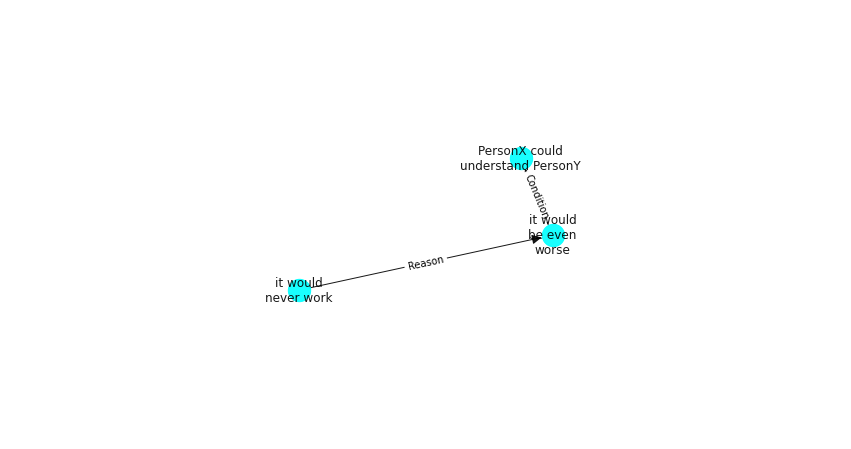 PersonX could
understand PersonY
Condition
it would
be even
worse
Reason
it would
never work